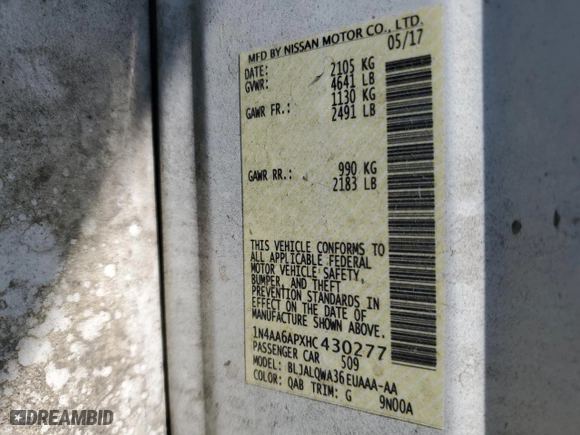 MFD BY NISSAN MOTOR CO., LTD.
DATE: 05/17
GVWR: 2105 KG
4641 LB
GAWR FR.: 1130 KG
2491 LB
GAWR RR.: 990 KG
2183 LB
THIS VEHICLE CONFORMS TO
ALL APPLICABLE FEDERAL
MOTOR VEHICLE SAFETY,
BUMPER, AND THEFT
PREVENTION STANDARDS IN
EFFECT ON THE DATE OF
MANUFACTURE SHOWN ABOVE.
1N4AA6APXHC430277
PASSENGER CAR 509
MODEL: BLJALQWA36EUAAA-AA
COLOR: QAB TRIM: G 9N00A
DREAMBID